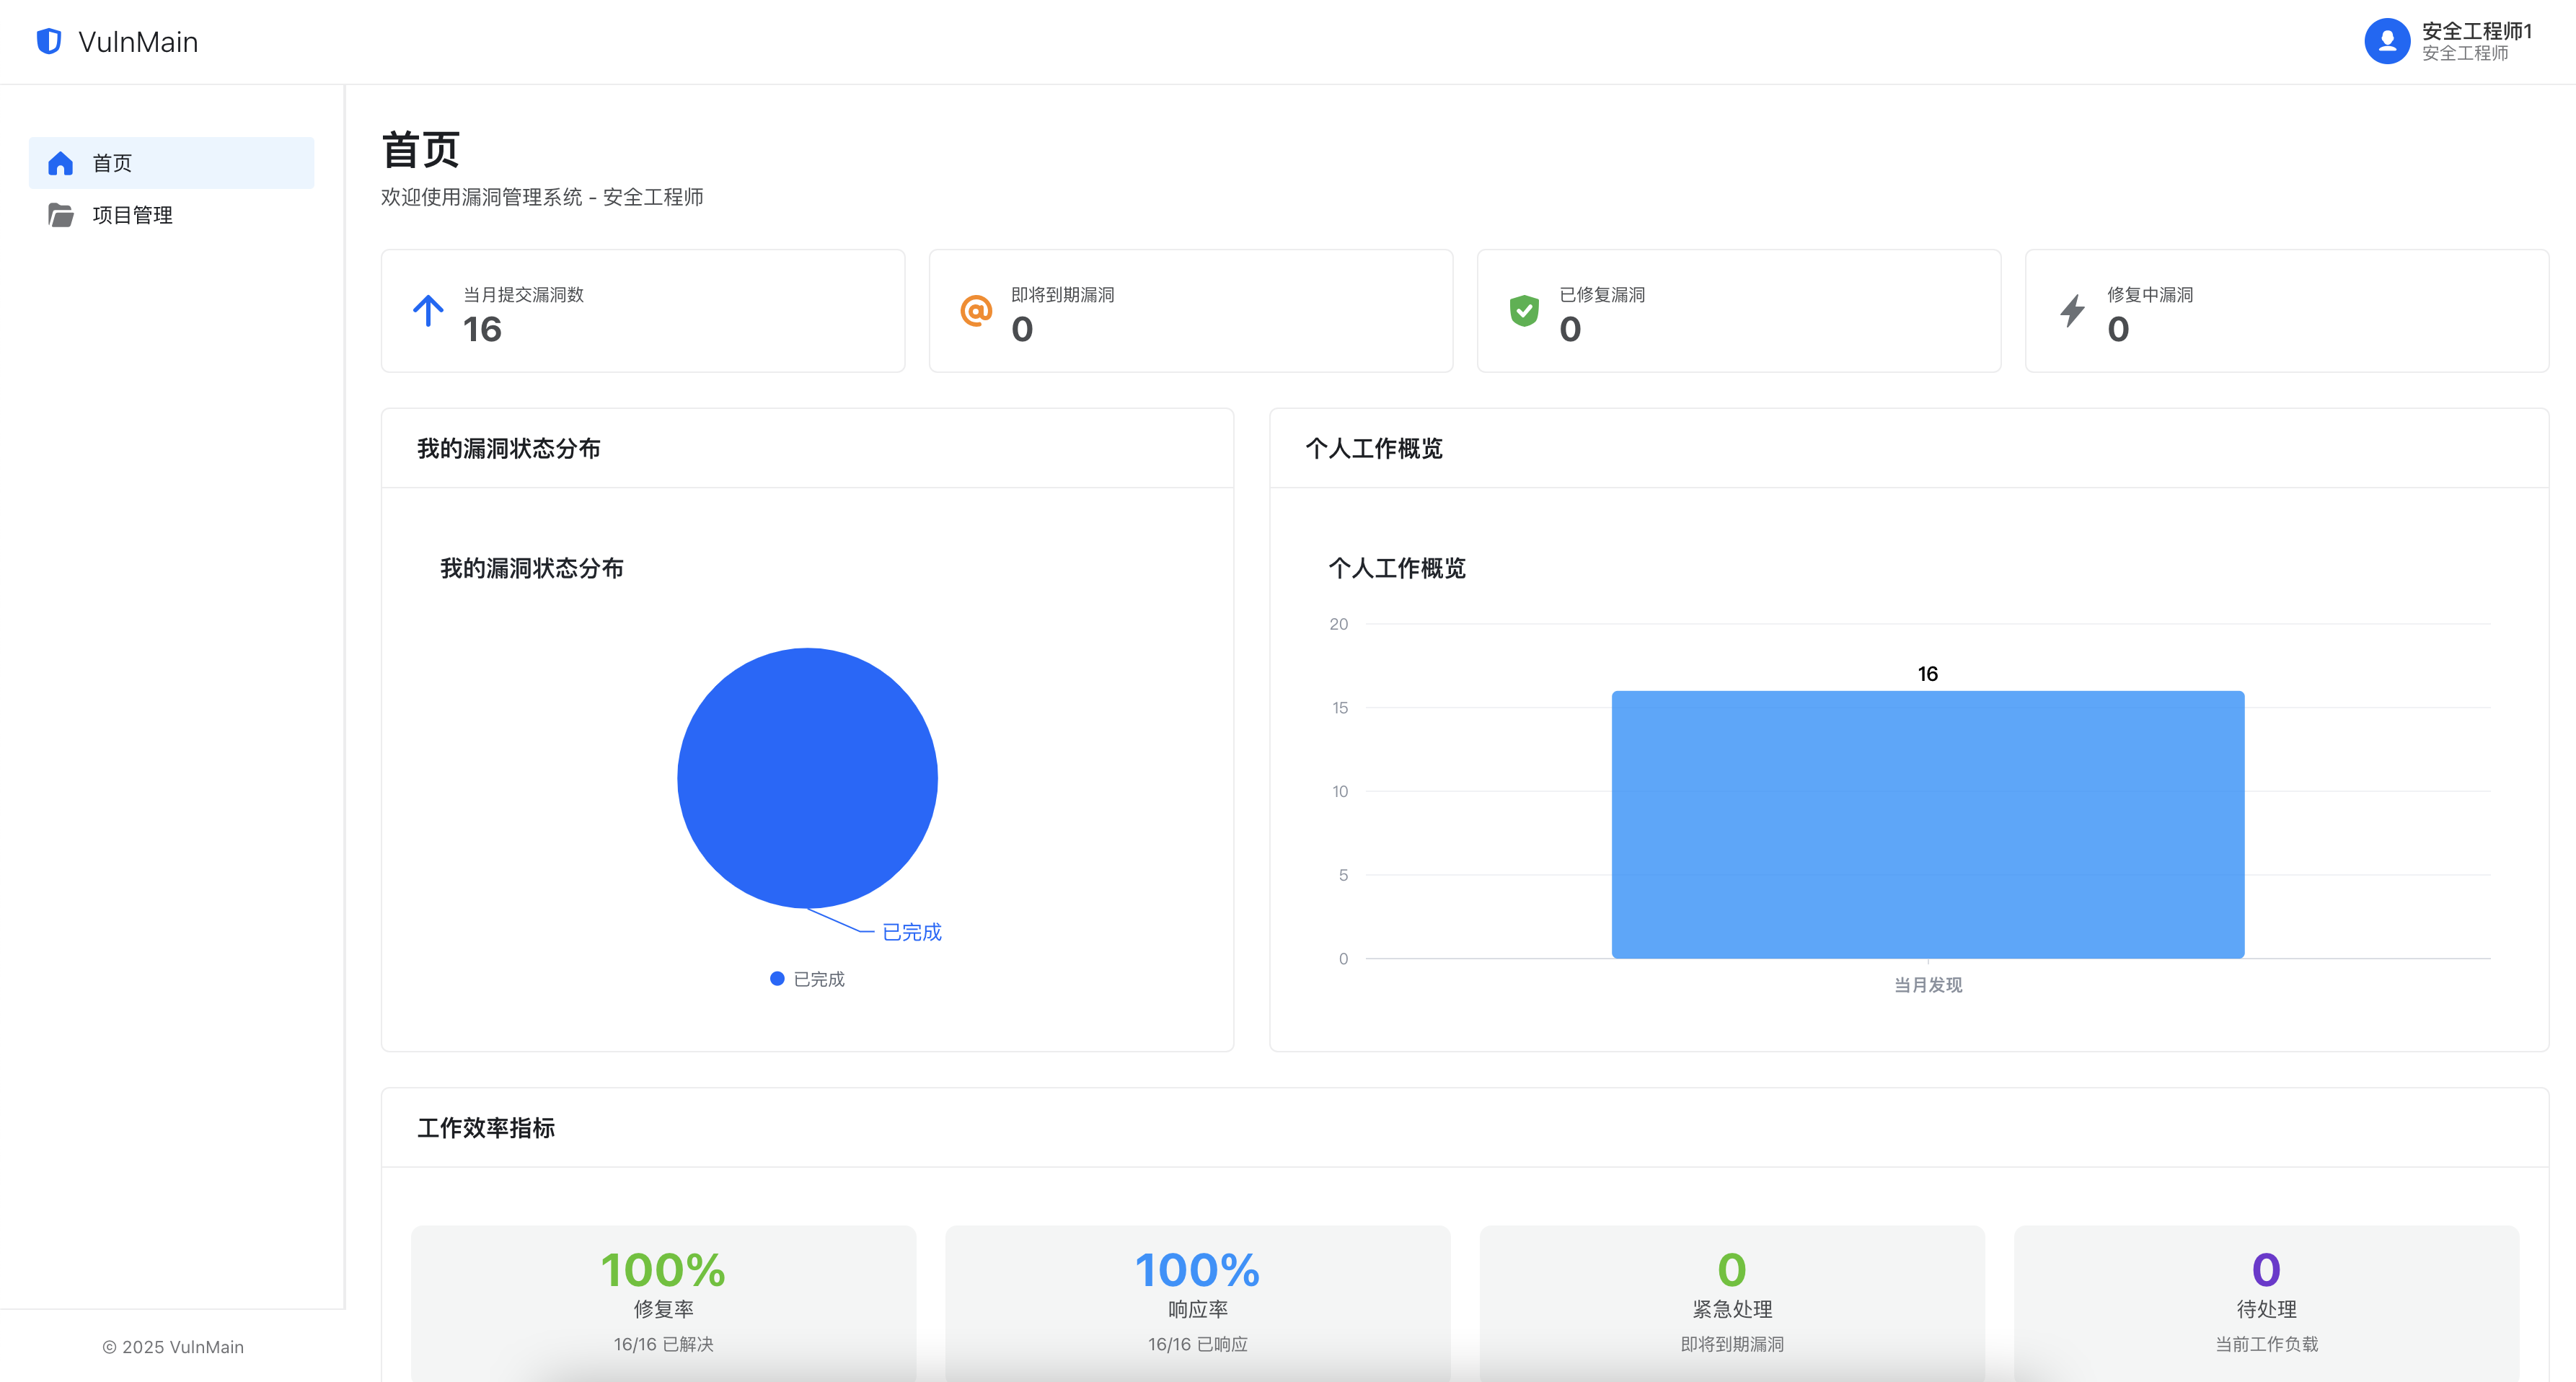 VulnMain
安全工程师1
安全工程师
首页
项目管理
© 2025 VulnMain
首页
欢迎使用漏洞管理系统 - 安全工程师
当月提交漏洞数
16
即将到期漏洞
0
已修复漏洞
0
修复中漏洞
0
我的漏洞状态分布
我的漏洞状态分布
已完成
已完成
个人工作概览
个人工作概览
20
15
10
5
0
16
当月发现
工作效率指标
100%
修复率
16/16 已解决
100%
响应率
16/16 已响应
0
紧急处理
即将到期漏洞
0
待处理
当前工作负载